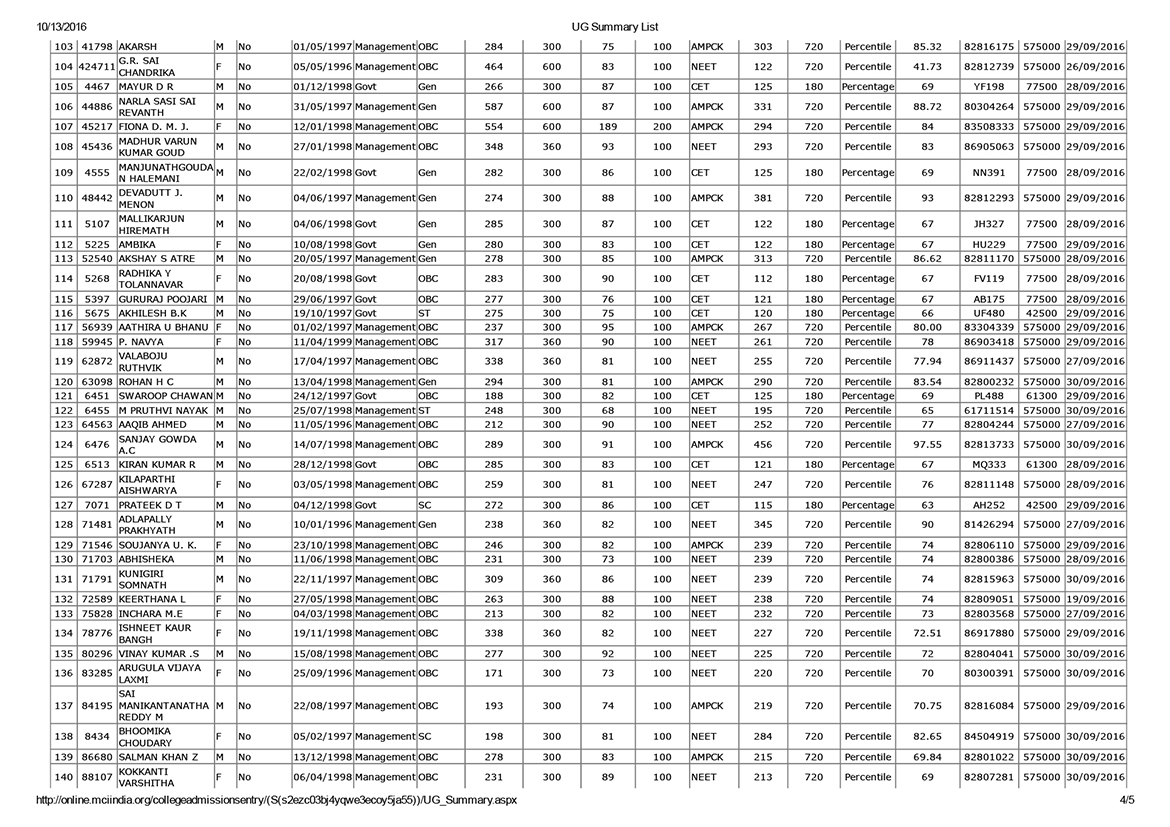 10/13/2016 UG Summary List
103 41798 AKARSH M No 01/05/1997 Management OBC 284 300 75 100 AMPCK 303 720 Percentile 85.32 82816175 575000 29/09/2016
104 424711 G.R. SAI CHANDRIKA F No 05/05/1996 Management OBC 464 600 83 100 NEET 122 720 Percentile 41.73 82812739 575000 26/09/2016
105 4467 MAYUR D R M No 01/12/1998 Govt Gen 266 300 87 100 CET 125 180 Percentage 69 YF198 77500 28/09/2016
106 44886 NARLA SASI SAI REVANTH M No 31/05/1997 Management Gen 587 600 87 100 AMPCK 331 720 Percentile 88.72 80304264 575000 29/09/2016
107 45217 FIONA D. M. J. F No 12/01/1998 Management OBC 554 600 189 200 AMPCK 294 720 Percentile 84 83508333 575000 29/09/2016
108 45436 MADHUR VARUN KUMAR GOUD M No 27/01/1998 Management OBC 348 360 93 100 NEET 293 720 Percentile 83 86905063 575000 29/09/2016
109 4555 MANJUNATHGOUDA N HALEMANI M No 22/02/1998 Govt Gen 282 300 86 100 CET 125 180 Percentage 69 NN391 77500 28/09/2016
110 48442 DEVADUTT J. MENON M No 04/06/1997 Management Gen 274 300 88 100 AMPCK 381 720 Percentile 93 82812293 575000 29/09/2016
111 5107 MALLIKARJUN HIREMATH M No 04/06/1998 Govt Gen 285 300 87 100 CET 122 180 Percentage 67 JH327 77500 28/09/2016
112 5225 AMBIKA F No 10/08/1998 Govt Gen 280 300 83 100 CET 122 180 Percentage 67 HU229 77500 29/09/2016
113 52540 AKSHAY S ATRE M No 20/05/1997 Management Gen 278 300 85 100 AMPCK 313 720 Percentile 86.62 82811170 575000 28/09/2016
114 5268 RADHIKA Y TOLANNAVAR F No 20/08/1998 Govt OBC 283 300 90 100 CET 112 180 Percentage 67 FV119 77500 28/09/2016
115 5397 GURURAJ POOJARI M No 29/06/1997 Govt OBC 277 300 76 100 CET 121 180 Percentage 67 AB175 77500 28/09/2016
116 5675 AKHILESH B.K M No 19/10/1997 Govt ST 275 300 75 100 CET 120 180 Percentage 66 UF480 42500 29/09/2016
117 56939 AATHIRA U BHANU F No 01/02/1997 Management OBC 237 300 95 100 AMPCK 267 720 Percentile 80.00 83304339 575000 29/09/2016
118 59945 P. NAVYA F No 11/04/1999 Management OBC 317 360 90 100 NEET 261 720 Percentile 78 86903418 575000 29/09/2016
119 62872 VALABOJU RUTHVIK M No 17/04/1997 Management OBC 338 360 81 100 NEET 255 720 Percentile 77.94 86911437 575000 27/09/2016
120 63098 ROHAN H C M No 13/04/1998 Management Gen 294 300 81 100 AMPCK 290 720 Percentile 83.54 82800232 575000 30/09/2016
121 6451 SWAROOP CHAWAN M No 24/12/1997 Govt OBC 188 300 82 100 CET 125 180 Percentage 69 PL488 61300 29/09/2016
122 6455 M PRUTHVI NAYAK M No 25/07/1998 Management ST 248 300 68 100 NEET 195 720 Percentile 65 61711514 575000 30/09/2016
123 64563 AAQIB AHMED M No 11/05/1996 Management OBC 212 300 90 100 NEET 252 720 Percentile 77 82804244 575000 27/09/2016
124 6476 SANJAY GOWDA A.C M No 14/07/1998 Management OBC 289 300 91 100 AMPCK 456 720 Percentile 97.55 82813733 575000 30/09/2016
125 6513 KIRAN KUMAR R M No 28/12/1998 Govt OBC 285 300 83 100 CET 121 180 Percentage 67 MQ333 61300 28/09/2016
126 67287 KILAPARTHI AISHWARYA F No 03/05/1998 Management OBC 259 300 81 100 NEET 247 720 Percentile 76 82811148 575000 28/09/2016
127 7071 PRATEEK D T M No 04/12/1998 Govt SC 272 300 86 100 CET 115 180 Percentage 63 AH252 42500 29/09/2016
128 71481 ADLAPALLY PRAKHYATH M No 10/01/1996 Management Gen 238 360 82 100 NEET 345 720 Percentile 90 81426294 575000 27/09/2016
129 71546 SOUJANYA U. K. F No 23/10/1998 Management OBC 246 300 82 100 AMPCK 239 720 Percentile 74 82806110 575000 29/09/2016
130 71703 ABHISHEKA M No 11/06/1998 Management OBC 231 300 73 100 NEET 239 720 Percentile 74 82800386 575000 28/09/2016
131 71791 KUNIGIRI SOMNATH M No 22/11/1997 Management OBC 309 360 86 100 NEET 239 720 Percentile 74 82815963 575000 30/09/2016
132 72589 KEERTHANA L F No 27/05/1998 Management OBC 263 300 88 100 NEET 238 720 Percentile 74 82809051 575000 19/09/2016
133 75828 INCHARA M.E F No 04/03/1998 Management OBC 213 300 82 100 NEET 232 720 Percentile 73 82803568 575000 27/09/2016
134 78776 ISHNEET KAUR BANGH F No 19/11/1998 Management OBC 338 360 82 100 NEET 227 720 Percentile 72.51 86917880 575000 29/09/2016
135 80296 VINAY KUMAR .S M No 15/08/1998 Management OBC 277 300 92 100 NEET 225 720 Percentile 72 82804041 575000 30/09/2016
136 83285 ARUGULA VIJAYA LAXMI F No 25/09/1996 Management OBC 171 300 73 100 NEET 220 720 Percentile 70 80300391 575000 30/09/2016
137 84195 SAI MANIKANTANATHA REDDY M M No 22/08/1997 Management OBC 193 300 74 100 AMPCK 219 720 Percentile 70.75 82816084 575000 29/09/2016
138 8434 BHOOMIKA CHOUDARY F No 05/02/1997 Management SC 198 300 81 100 NEET 284 720 Percentile 82.65 84504919 575000 30/09/2016
139 86680 SALMAN KHAN Z M No 13/12/1998 Management OBC 278 300 83 100 AMPCK 215 720 Percentile 69.84 82801022 575000 30/09/2016
140 88107 KOKKANTI VARSHITHA F No 06/04/1998 Management OBC 231 300 89 100 NEET 213 720 Percentile 69 82807281 575000 30/09/2016
http://online.mciindia.org/collegeadmissionsentry/(S(s2ezc03bj4yqwe3ecoy5ja55))/UG_Summary.aspx 4/5